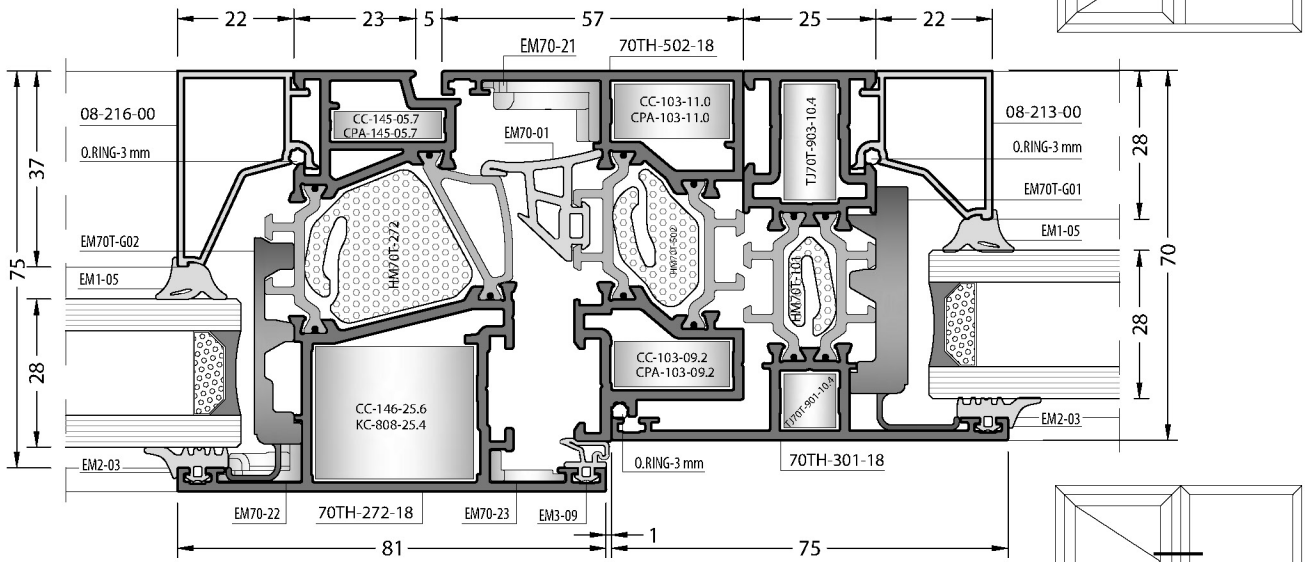 22 23 5 57 25 22
EM70-21 70TH-502-18
08-216-00
CC-145-05.7
CPA-145-05.7
EM70-01
CC-103-11.0
CPA-103-11.0
TJ70T-903-10.4
08-213-00
O.RING-3 mm
O.RING-3 mm
37
28
EM70T-G01
EM70T-G02
HM70T-272
HM70T-502
HM70T-101
EM1-05
EM1-05
75
70
28
28
CC-103-09.2
CPA-103-09.2
CC-146-25.6
KC-808-25.4
TJ70T-901-10.4
EM2-03
EM2-03
O.RING-3 mm
70TH-301-18
EM70-22 70TH-272-18 EM70-23 EM3-09
1
81 75